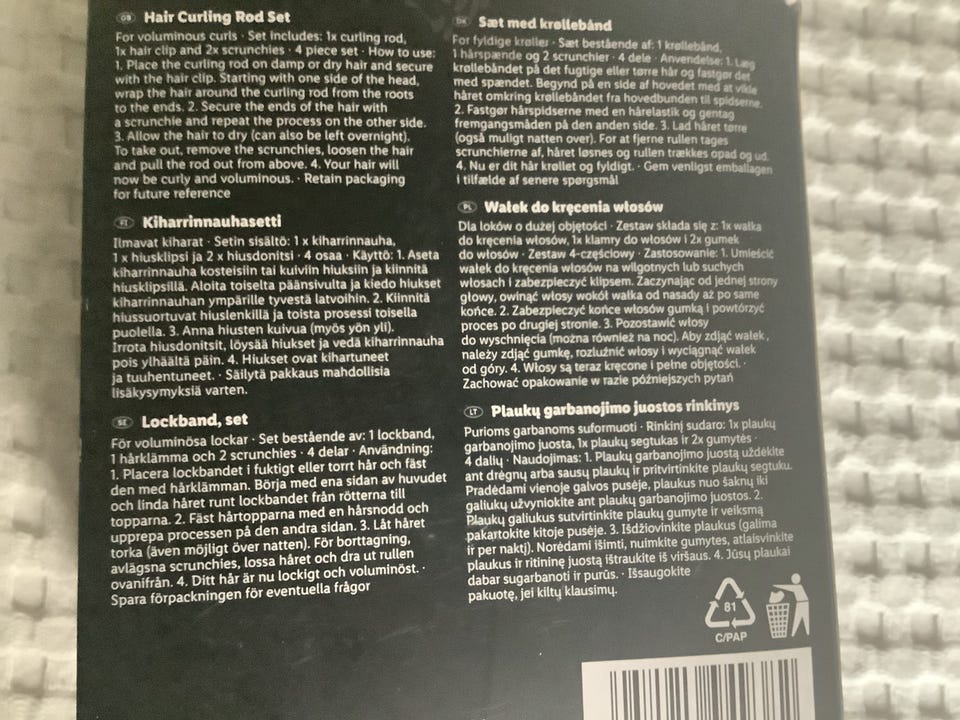 GB Hair Curling Rod Set
For voluminous curls · Set includes: 1x curling rod,
1x hair clip and 2x scrunchies · 4 piece set · How to use:
1. Place the curling rod on damp or dry hair and secure
with the hair clip. Starting with one side of the head,
wrap the hair around the curling rod from the roots
to the ends. 2. Secure the ends of the hair with
a scrunchie and repeat the process on the other side.
3. Allow the hair to dry (can also be left overnight).
To take out, remove the scrunchies, loosen the hair
and pull the rod out from above. 4. Your hair will
now be curly and voluminous. · Retain packaging
for future reference
FI Kiharrinnauhasetti
Ilmavat kiharat · Setin sisältö: 1 x kiharrinnauha,
1 x hiusklipsi ja 2 x hiusdonitsi · 4 osaa · Käyttö: 1. Aseta
kiharrinnauha kosteisiin tai kuiviin hiuksiin ja kiinnitä
hiusklipsillä. Aloita toiselta päänsivulta ja kiedo hiukset
kiharrinnauhan ympärille tyvestä latvoihin. 2. Kiinnitä
hiussuortuvat hiuslenkillä ja toista prosessi toisella
puolella. 3. Anna hiusten kuivua (myös yön yli).
Irrota hiusdonitsit, löysää hiukset ja vedä kiharrinnauha
pois ylhäältä päin. 4. Hiukset ovat kihartuneet
ja tuuhentuneet. · Säilytä pakkaus mahdollisia
lisäkysymyksiä varten.
SE Lockband, set
För voluminösa lockar · Set bestående av: 1 lockband,
1 hårklämma och 2 scrunchies · 4 delar · Användning:
1. Placera lockbandet i fuktigt eller torrt hår och fäst
den med hårklämman. Börja med ena sidan av huvudet
och linda håret runt lockbandet från rötterna till
topparna. 2. Fäst hårtopparna med en hårsnodd och
upprepa processen på den andra sidan. 3. Låt håret
torka (även möjligt över natten). För borttagning,
avlägsna scrunchies, lossa håret och dra ut rullen
ovanifrån. 4. Ditt hår är nu lockigt och voluminöst. ·
Spara förpackningen för eventuella frågor
DK Sæt med krøllebånd
For fyldige krøller · Sæt bestående af: 1 krøllebånd,
1 hårspænde og 2 scrunchier · 4 dele · Anvendelse: 1. Læg
krøllebåndet på det fugtige eller tørre hår og fastgør det
med spændet. Begynd på en side af hovedet med at vikle
håret omkring krøllebåndet fra hovedbunden til spidserne.
2. Fastgør hårspidserne med en hårelastik og gentag
fremgangsmåden på den anden side. 3. Lad håret tørre
(også muligt natten over). For at fjerne rullen tages
scrunchierne af, håret løsnes og rullen trækkes opad og ud.
4. Nu er dit hår krøllet og fyldigt. · Gem venligst emballagen
i tilfælde af senere spørgsmål
PL Wałek do kręcenia włosów
Dla loków o dużej objętości · Zestaw składa się z: 1x wałka
do kręcenia włosów, 1x klamry do włosów i 2x gumek
do włosów · Zestaw 4-częściowy · Zastosowanie: 1. Umieścić
wałek do kręcenia włosów na wilgotnych lub suchych
włosach i zabezpieczyć klipsem. Zaczynając od jednej strony
głowy, owinąć włosy wokół wałka od nasady aż po same
końce. 2. Zabezpieczyć końce włosów gumką i powtórzyć
proces po drugiej stronie. 3. Pozostawić włosy
do wyschnięcia (można również na noc). Aby zdjąć wałek,
należy zdjąć gumkę, rozluźnić włosy i wyciągnąć wałek
od góry. 4. Włosy są teraz kręcone i pełne objętości. ·
Zachować opakowanie w razie późniejszych pytań
LT Plaukų garbanojimo juostos rinkinys
Purioms garbanoms suformuoti · Rinkinį sudaro: 1x plaukų
garbanojimo juosta, 1x plaukų segtukas ir 2x gumytės ·
4 dalių · Naudojimas: 1. Plaukų garbanojimo juostą uždėkite
ant drėgnų arba sausų plaukų ir pritvirtinkite plaukų segtuku.
Pradėdami vienoje galvos pusėje, plaukus nuo šaknų iki
galiukų užvyniokite ant plaukų garbanojimo juostos. 2.
Plaukų galiukus sutvirtinkite plaukų gumyte ir veiksmą
pakartokite kitoje pusėje. 3. Išdžiovinkite plaukus (galima
ir per naktį). Norėdami išimti, nuimkite gumytes, atlaisvinkite
plaukus ir ritininę juostą ištraukite iš viršaus. 4. Jūsų plaukai
dabar sugarbanoti ir purūs. · Išsaugokite
pakuotę, jei kiltų klausimų.
81
C/PAP